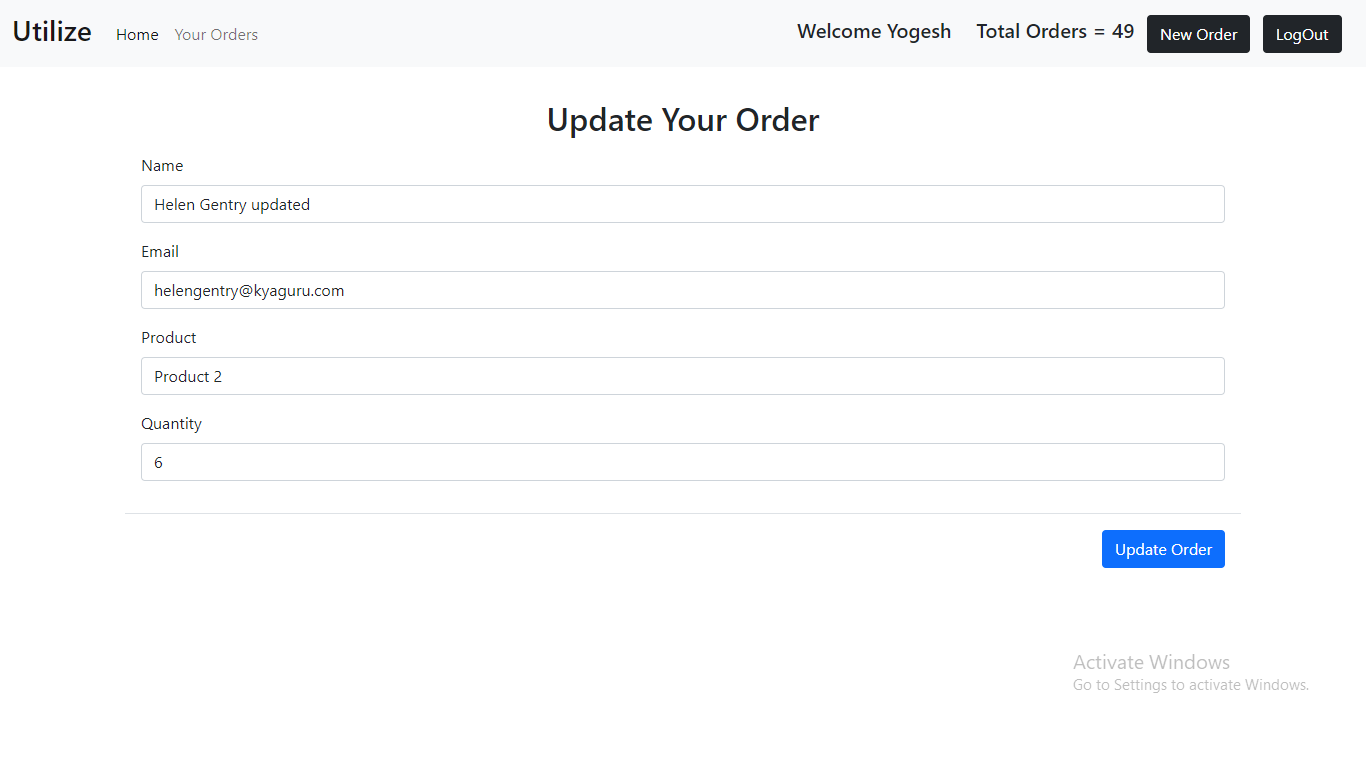 Utilize Home Your Orders Welcome Yogesh Total Orders = 49 New Order LogOut
Update Your Order
Name
Helen Gentry updated
Email
helengentry@kyaguru.com
Product
Product 2
Quantity
6
Update Order
Activate Windows
Go to Settings to activate Windows.